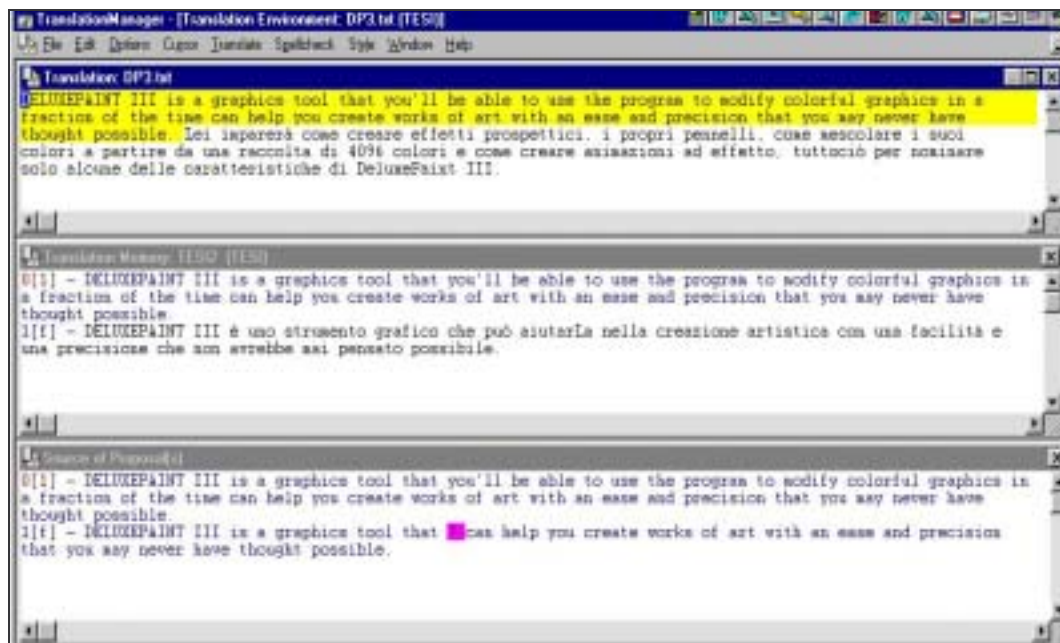 TranslationManager - [Translation Environment: DP3.txt (TESI)]
File Edit Options Cursor Translate Spellcheck Style Window Help
Translation: DP3.txt
DELUXEPAINT III is a graphics tool that you'll be able to use the program to modify colorful graphics in a
fraction of the time can help you create works of art with an ease and precision that you may never have
thought possible. Lei imparerà come creare effetti prospettici, i propri pennelli, come mescolare i suoi
colori a partire da una raccolta di 4096 colori e come creare animazioni ad effetto, tuttociò per nominare
solo alcune delle caratteristiche di DeluxePaint III.
Translation Memory: TESI2 (TESI)
0[1] - DELUXEPAINT III is a graphics tool that you'll be able to use the program to modify colorful graphics in
a fraction of the time can help you create works of art with an ease and precision that you may never have
thought possible.
1[f] - DELUXEPAINT III è uno strumento grafico che può aiutarLa nella creazione artistica con una facilità e
una precisione che non avrebbe mai pensato possibile.
Source of Proposal(s)
0[1] - DELUXEPAINT III is a graphics tool that you'll be able to use the program to modify colorful graphics in
a fraction of the time can help you create works of art with an ease and precision that you may never have
thought possible.
1[f] - DELUXEPAINT III is a graphics tool that can help you create works of art with an ease and precision
that you may never have thought possible.